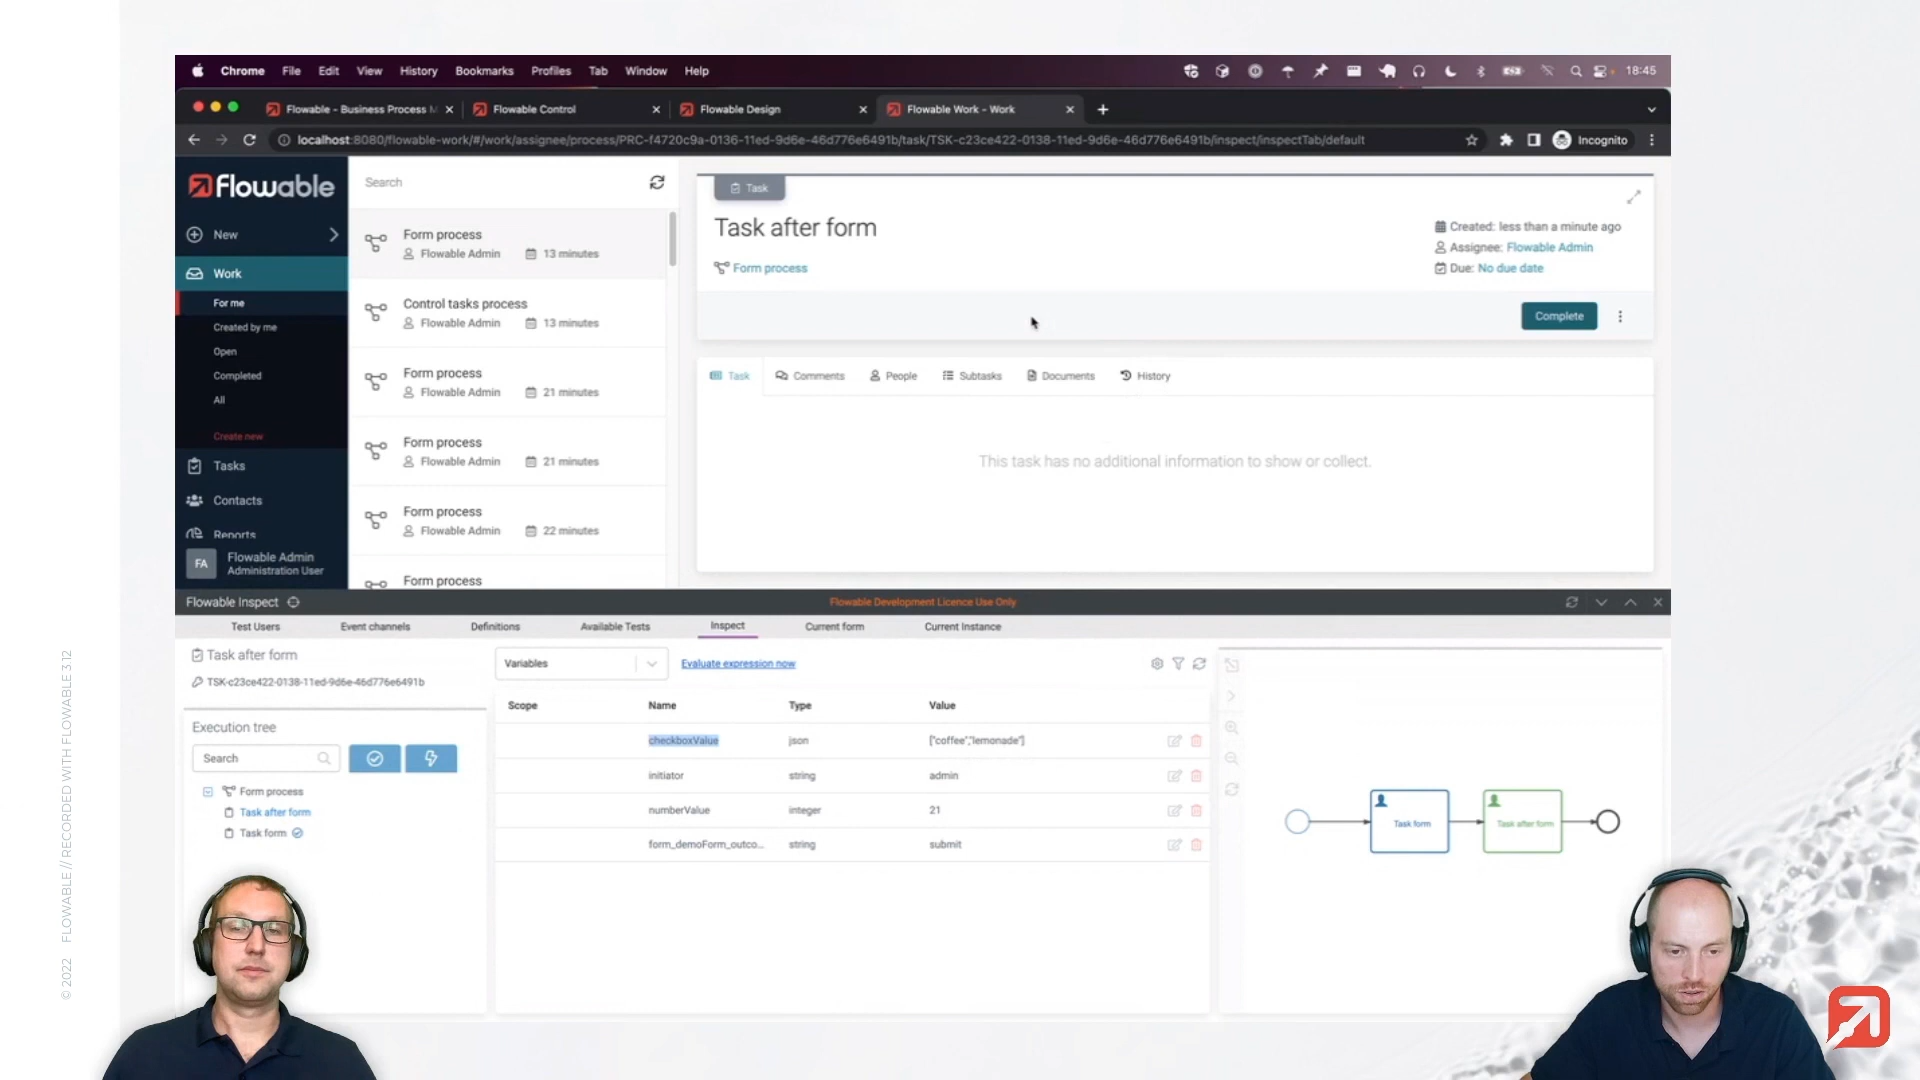 Chrome File Edit View History Bookmarks Profiles Tab Window Help 18:45
Flowable - Business Process M Flowable Control Flowable Design Flowable Work - Work
localhost:8080/flowable-work/#/work/assignee/process/PRC-f4720c9a-0136-11ed-9d6e-46d776e6491b/task/TSK-c23ce422-0138-11ed-9d6e-46d776e6491b/inspect/inspectTab/default Incognito
flowable
New
Work
For me
Created by me
Open
Completed
All
Create new
Tasks
Contacts
Reports
FA
Flowable Admin
Administration User
Search
Form process
Flowable Admin 13 minutes
Control tasks process
Flowable Admin 13 minutes
Form process
Flowable Admin 21 minutes
Form process
Flowable Admin 21 minutes
Form process
Flowable Admin 22 minutes
Form process
Task
Task after form
Form process
Created: less than a minute ago
Assignee: Flowable Admin
Due: No due date
Complete
Task Comments People Subtasks Documents History
This task has no additional information to show or collect.
Flowable Inspect
Flowable Development Licence Use Only
Test Users Event channels Definitions Available Tests Inspect Current form Current Instance
Task after form
TSK-c23ce422-0138-11ed-9d6e-46d776e6491b
Execution tree
Search
Form process
Task after form
Task form
Variables Evaluate expression now
Scope Name Type Value
checkboxValue json ["coffee","lemonade"]
initiator string admin
numberValue integer 21
form_demoForm_outco... string submit
Task form
Task after form
© 2022 FLOWABLE // RECORDED WITH FLOWABLE 3.12